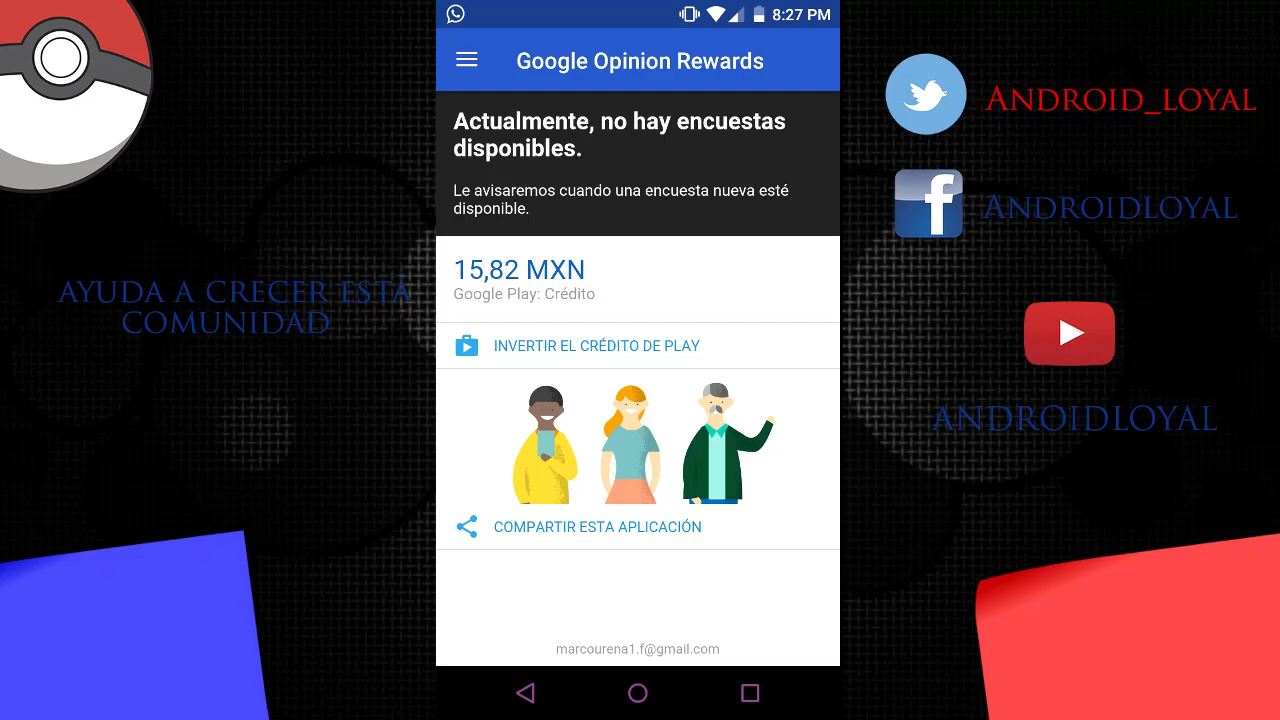 8:27 PM
Google Opinion Rewards
Actualmente, no hay encuestas
disponibles.
Le avisaremos cuando una encuesta nueva esté
disponible.
15,82 MXN
Google Play: Crédito
INVERTIR EL CRÉDITO DE PLAY
COMPARTIR ESTA APLICACIÓN
marcourena1.f@gmail.com
AYUDA A CRECER ESTÁ
COMUNIDAD
Android_loyal
Androidloyal
androidloyal